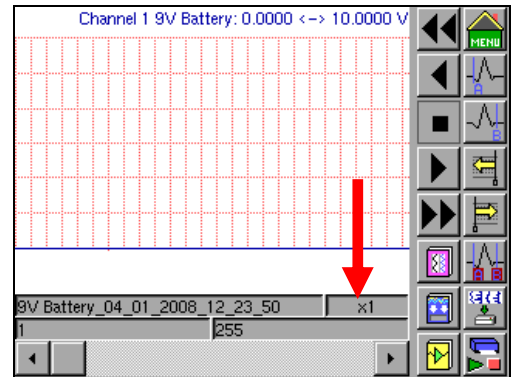 Channel 1 9V Battery: 0.0000 <-> 10.0000 V
MENU
A
B
9V Battery_04_01_2008_12_23_50 x1
A B
1 255